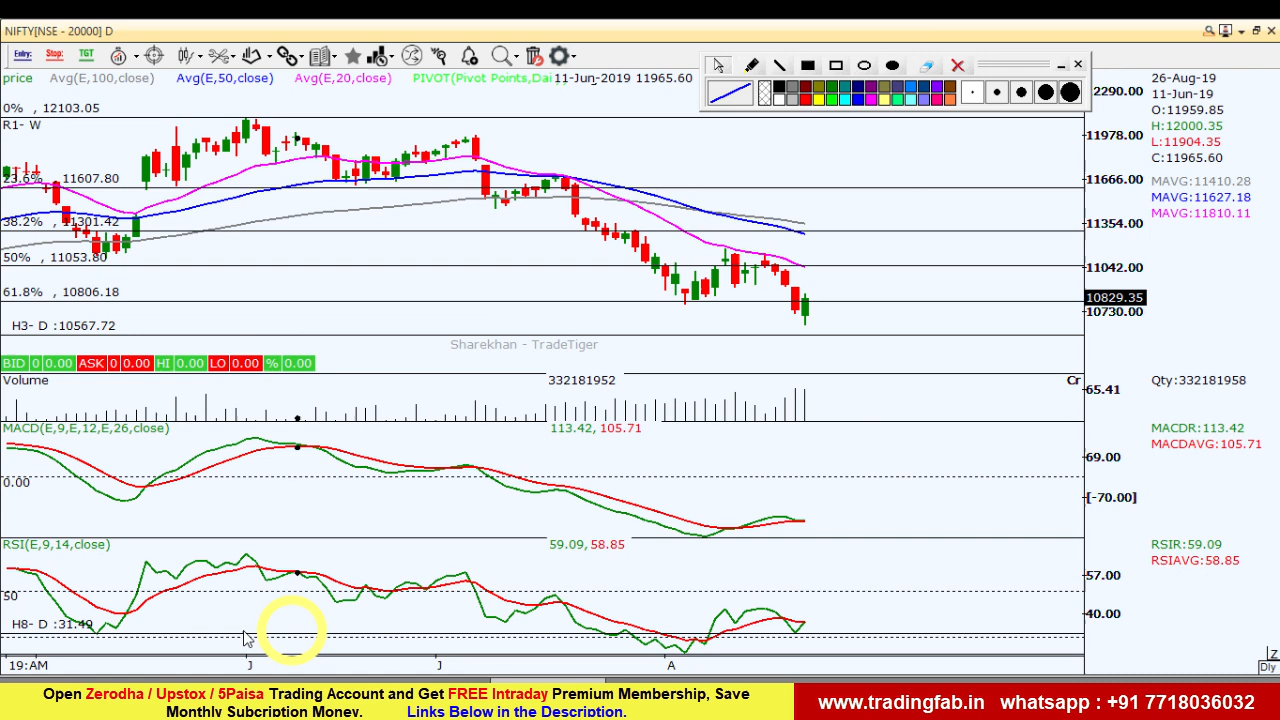 NIFTY[NSE - 20000] D
Entry: Stop: TGT
price Avg(E,100,close) Avg(E,50,close) Avg(E,20,close) PIVOT(Pivot Points,Dai 11-Jun-2019 11965.60
0% , 12103.05
R1- W
23.6% , 11607.80
38.2% , 11301.42
50% , 11053.80
61.8% , 10806.18
H3- D :10567.72
Sharekhan - TradeTiger
2290.00
11978.00
11666.00
11354.00
11042.00
10829.35
10730.00
26-Aug-19
11-Jun-19
O:11959.85
H:12000.35
L:11904.35
C:11965.60
MAVG:11410.28
MAVG:11627.18
MAVG:11810.11
BID 0 0.00 ASK 0 0.00 HI 0.00 LO 0.00 % 0.00
Volume 332181952 Cr
65.41
Qty:332181958
MACD(E,9,E,12,E,26,close) 113.42, 105.71
0.00
69.00
[-70.00]
MACDR:113.42
MACDAVG:105.71
RSI(E,9,14,close) 59.09, 58.85
50
H8- D :31.49
57.00
40.00
RSIR:59.09
RSIAVG:58.85
19:AM J J A
Z
Dly
Open Zerodha / Upstox / 5Paisa Trading Account and Get FREE Intraday Premium Membership, Save
Monthly Subcription Money. Links Below in the Description.
www.tradingfab.in whatsapp : +91 7718036032